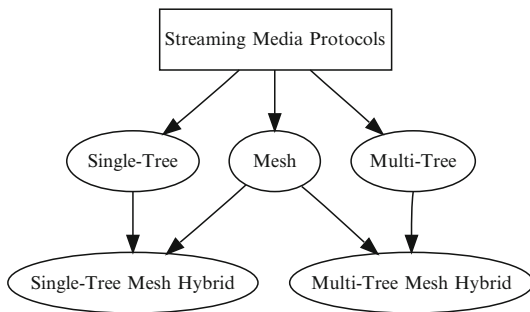 Streaming Media Protocols
Single-Tree
Mesh
Multi-Tree
Single-Tree Mesh Hybrid
Multi-Tree Mesh Hybrid